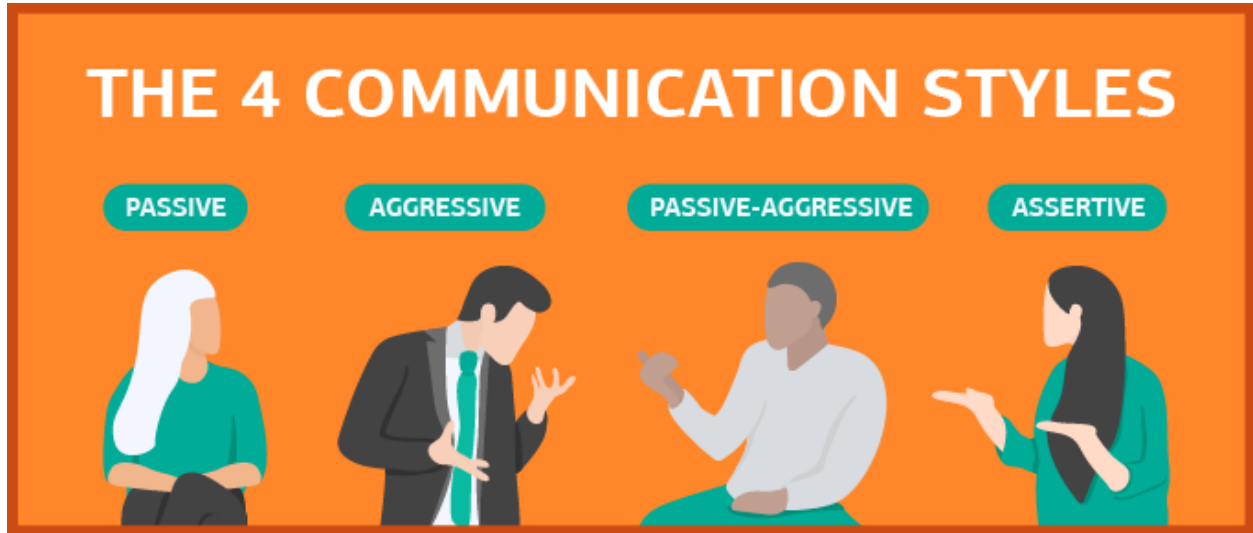 THE 4 COMMUNICATION STYLES
PASSIVE
AGGRESSIVE
PASSIVE-AGGRESSIVE
ASSERTIVE